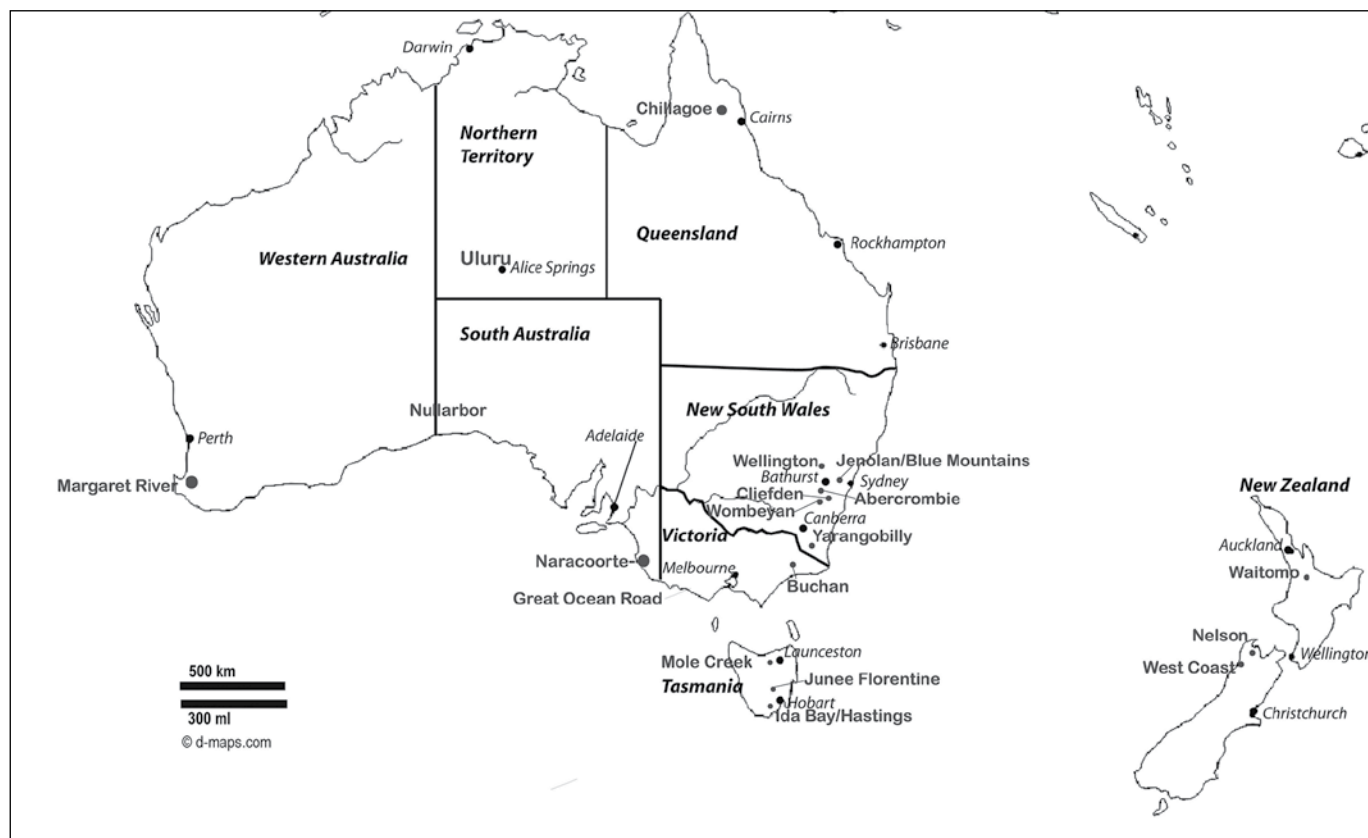 Darwin
Chillagoe
Cairns
Northern
Territory
Queensland
Rockhampton
Western Australia
Uluru
Alice Springs
South Australia
Brisbane
Nullarbor
New South Wales
Perth
Adelaide
Margaret River
Wellington
Jenolan/Blue Mountains
Bathurst
Sydney
Cliefden
Abercrombie
Wombeyan
Canberra
Victoria
Yarangobilly
Naracoorte
Melbourne
Buchan
Great Ocean Road
New Zealand
Auckland
Waitomo
Nelson
Wellington
West Coast
Christchurch
Launceston
Mole Creek
Junee Florentine
Tasmania
Hobart
Ida Bay/Hastings
500 km
300 ml
© d-maps.com